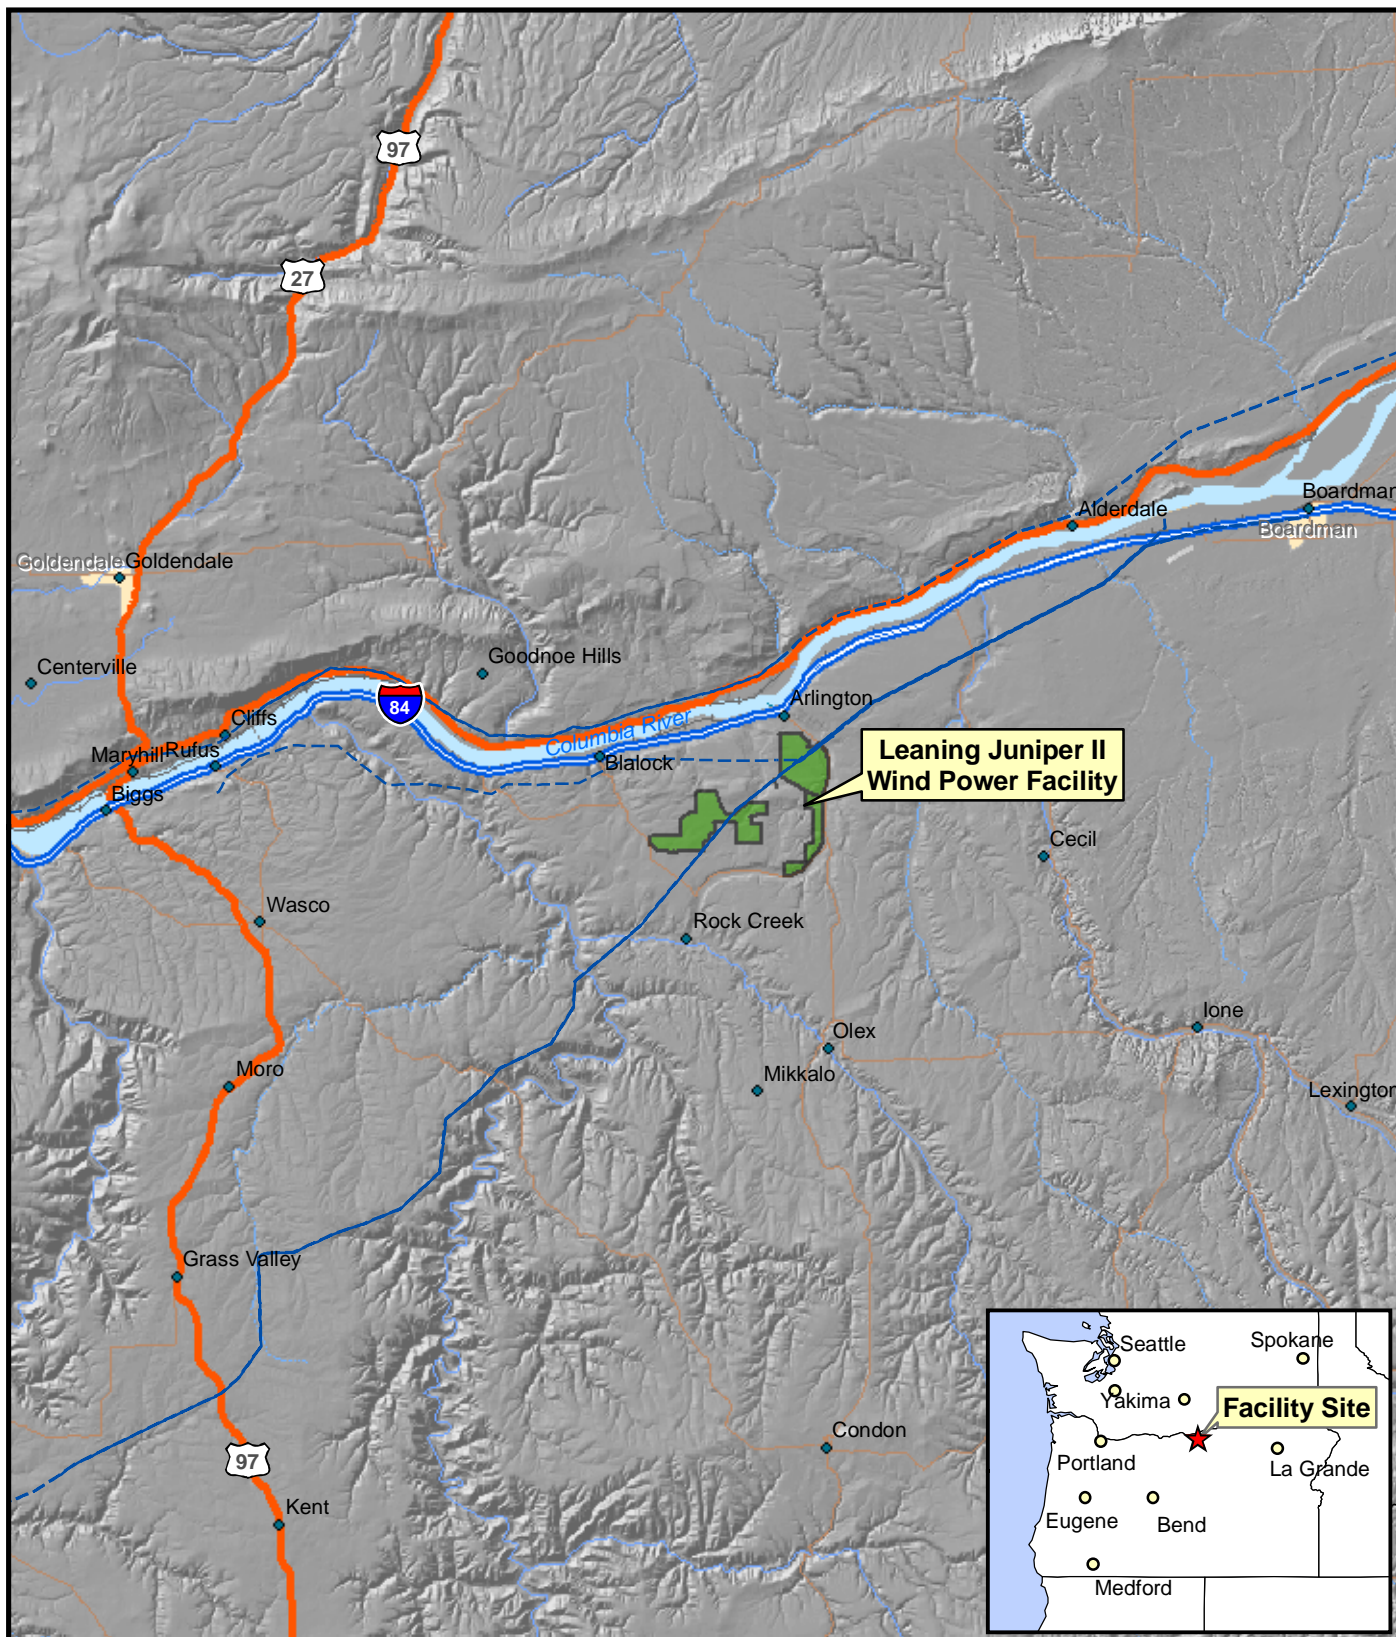 97
27
Boardman
Alderdale
Boardman
Goldendale
Goldendale
Centerville
Goodnoe Hills
Arlington
84
Cliffs
Columbia River
Maryhill
Rufus
Blalock
Leaning Juniper II
Wind Power Facility
Biggs
Cecil
Wasco
Rock Creek
Ione
Olex
Moro
Mikkalo
Lexington
Grass Valley
Seattle
Spokane
Yakima
Facility Site
Condon
97
Portland
La Grande
Kent
Eugene
Bend
Medford